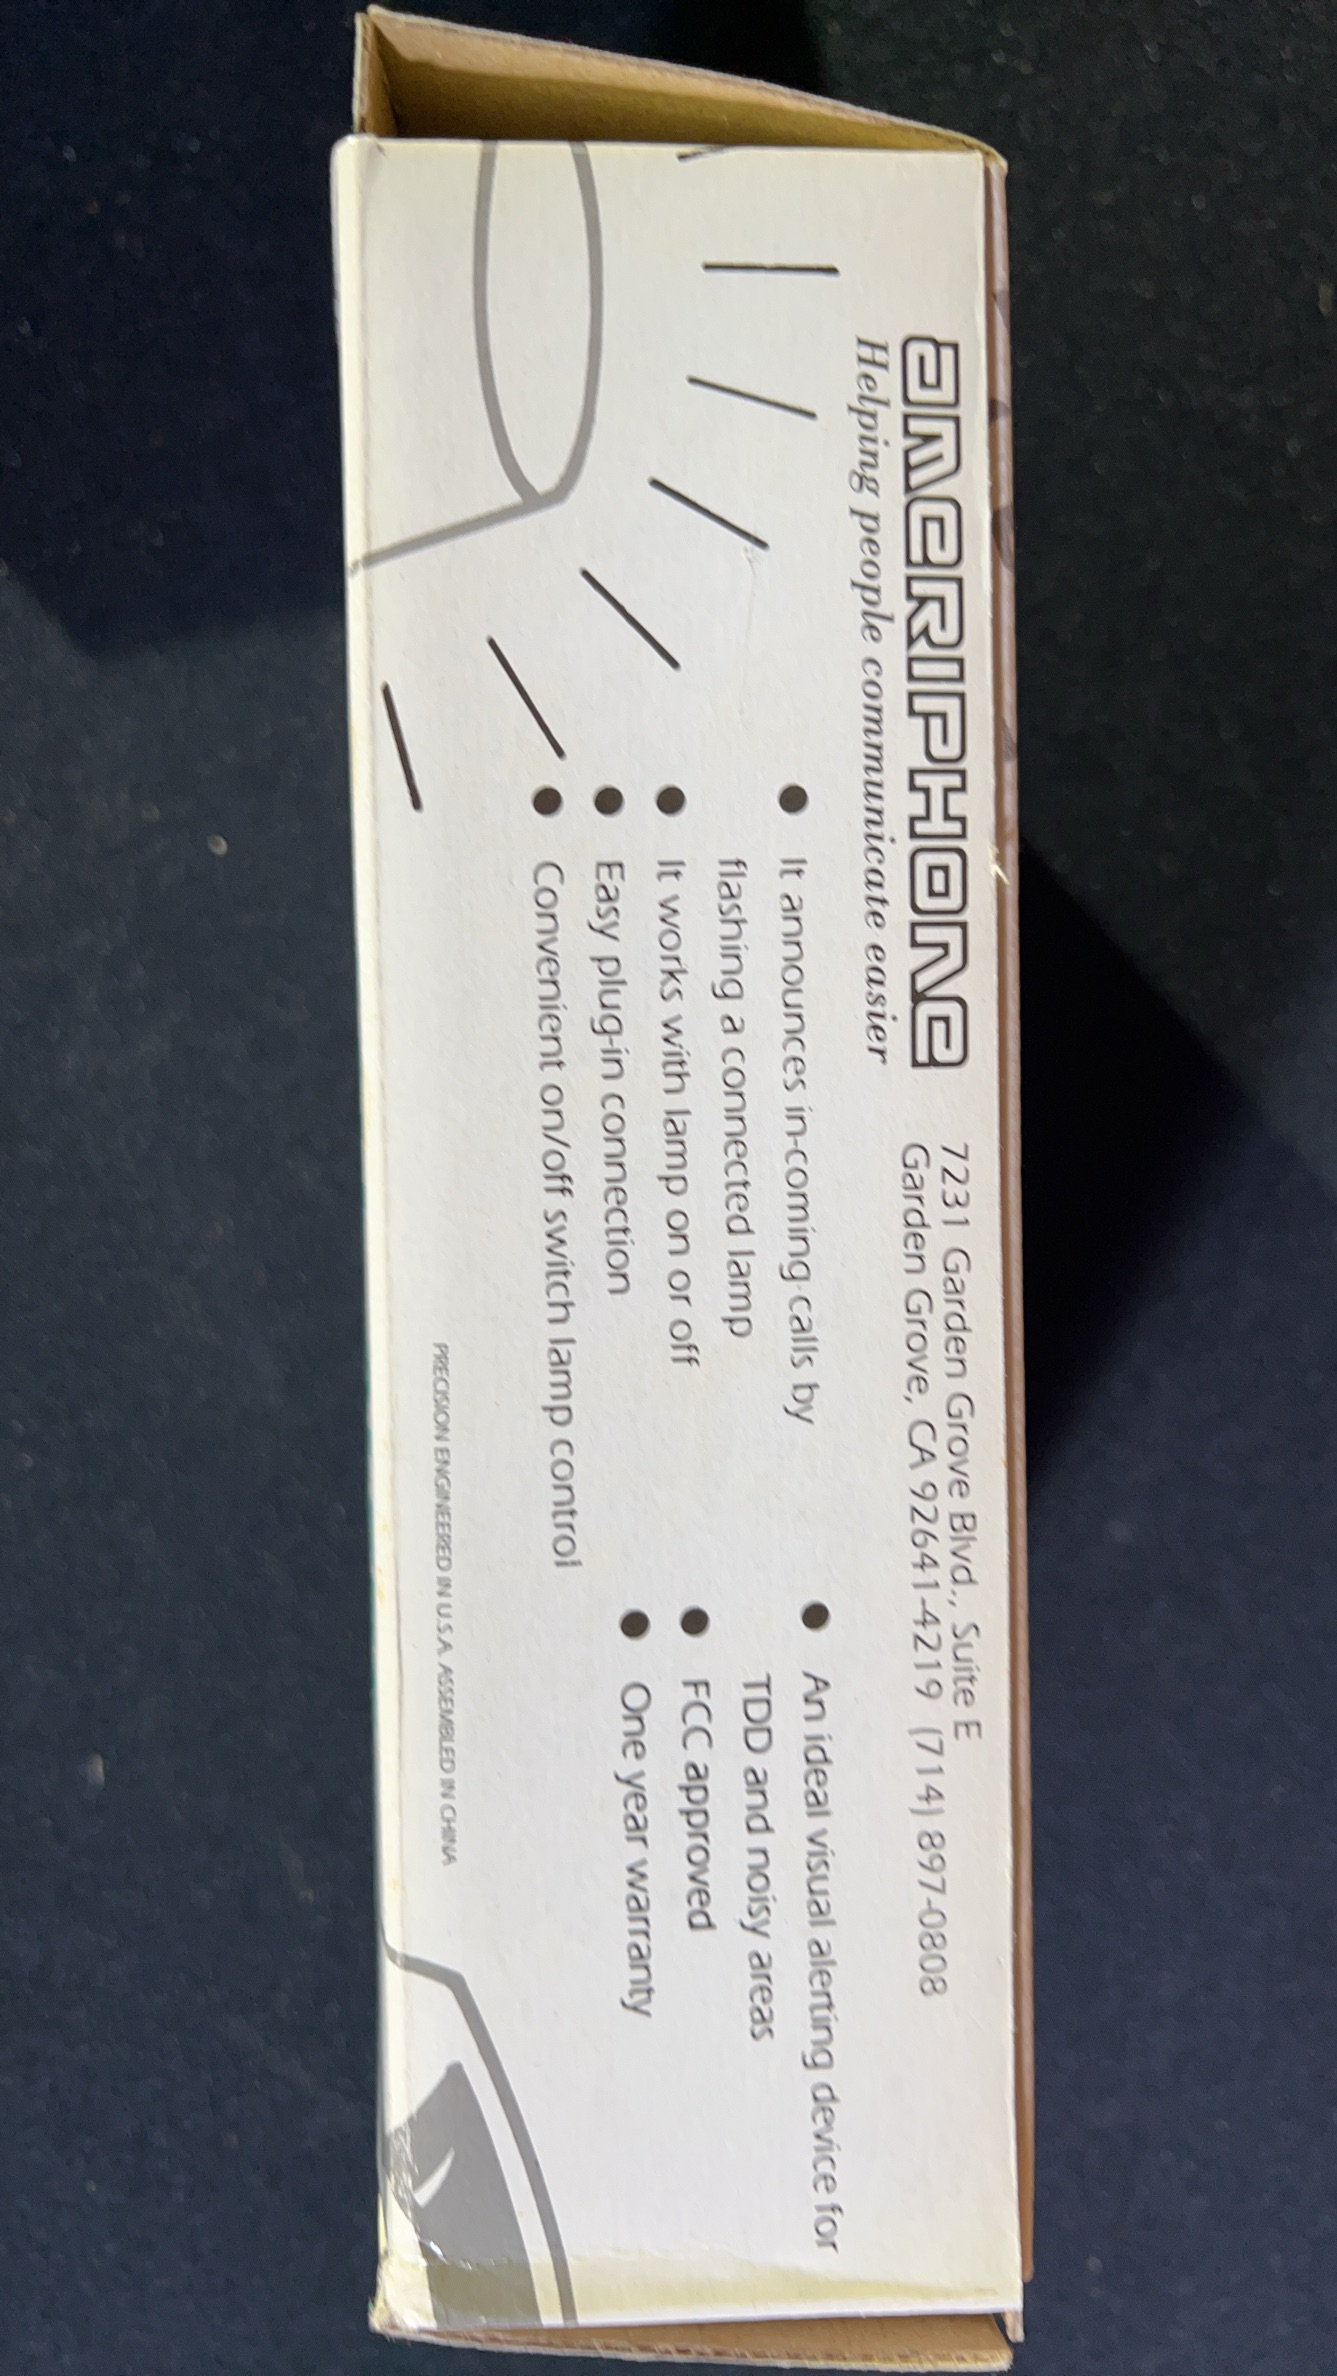 AMERIPHONE
Helping people communicate easier
7231 Garden Grove Blvd., Suite E
Garden Grove, CA 92641-4219 (714) 897-0808
● It announces in-coming calls by
flashing a connected lamp
● It works with lamp on or off
● Easy plug-in connection
● Convenient on/off switch lamp control
● An ideal visual alerting device for
TDD and noisy areas
● FCC approved
● One year warranty
PRECISION ENGINEERED IN U.S.A. ASSEMBLED IN CHINA